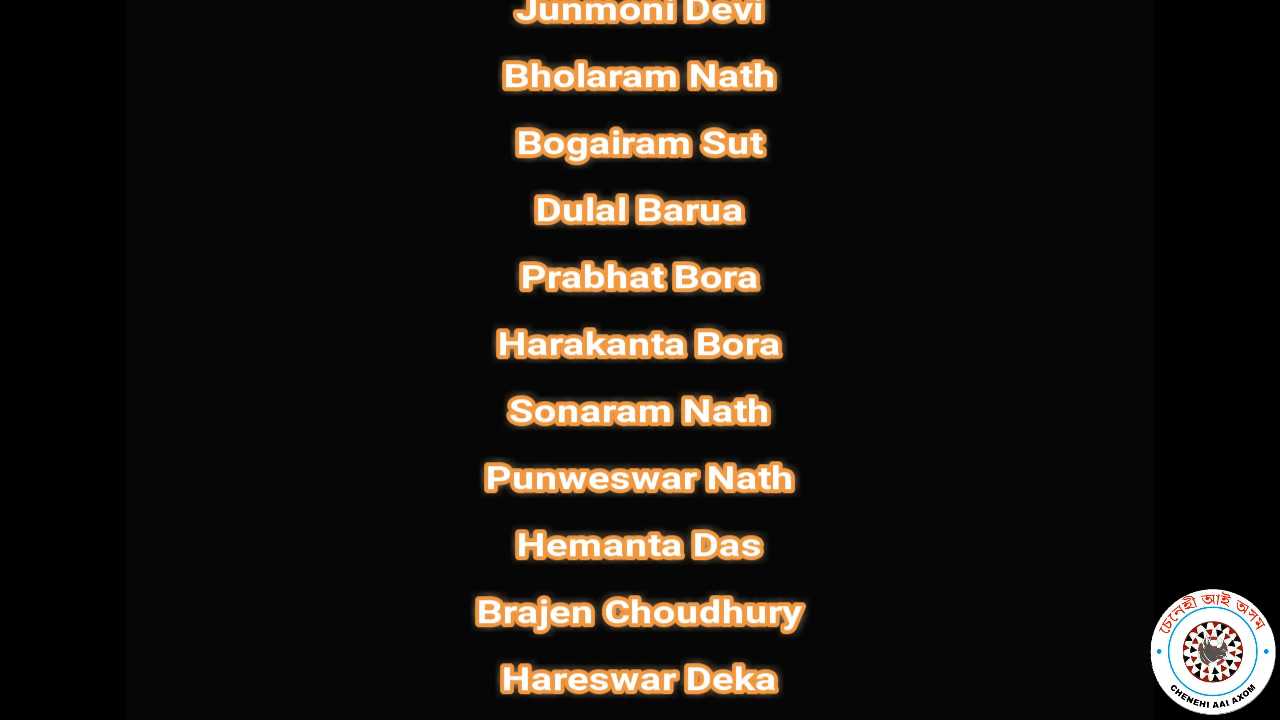 Junmoni Devi
Bholaram Nath
Bogairam Sut
Dulal Barua
Prabhat Bora
Harakanta Bora
Sonaram Nath
Punweswar Nath
Hemanta Das
Brajen Choudhury
Hareswar Deka
চেনেহী আই অসম
CHENEHI AAI AXOM